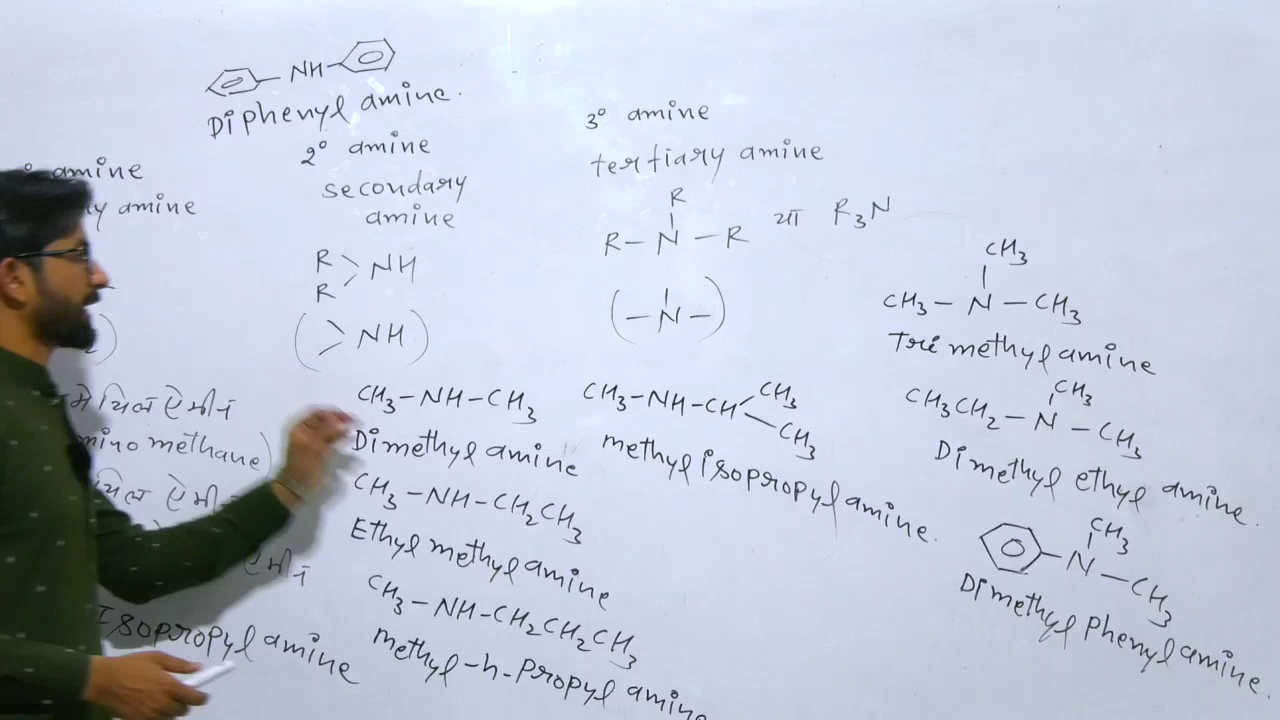 NH
Diphenyl amine.
amine
amine
2° amine
secondary
amine
R
R
NH
( NH )
3° amine
tertiary amine
R
R - N - R या R3N
( - N - )
CH3
CH3 - N - CH3
Tri methyl amine
मेथिल ऐमीन
mino methane)
ऐमीन
Isopropyl amine
CH3 - NH - CH3
Dimethyl amine
CH3 - NH - CH2CH3
Ethyl methyl amine
CH3 - NH - CH2CH2CH3
methyl-n-propyl amine
CH3
CH3 - NH - CH
CH3
methyl isopropyl amine.
CH3
CH3CH2 - N - CH3
Dimethyl ethyl amine.
CH3
N - CH3
Dimethyl Phenyl amine.